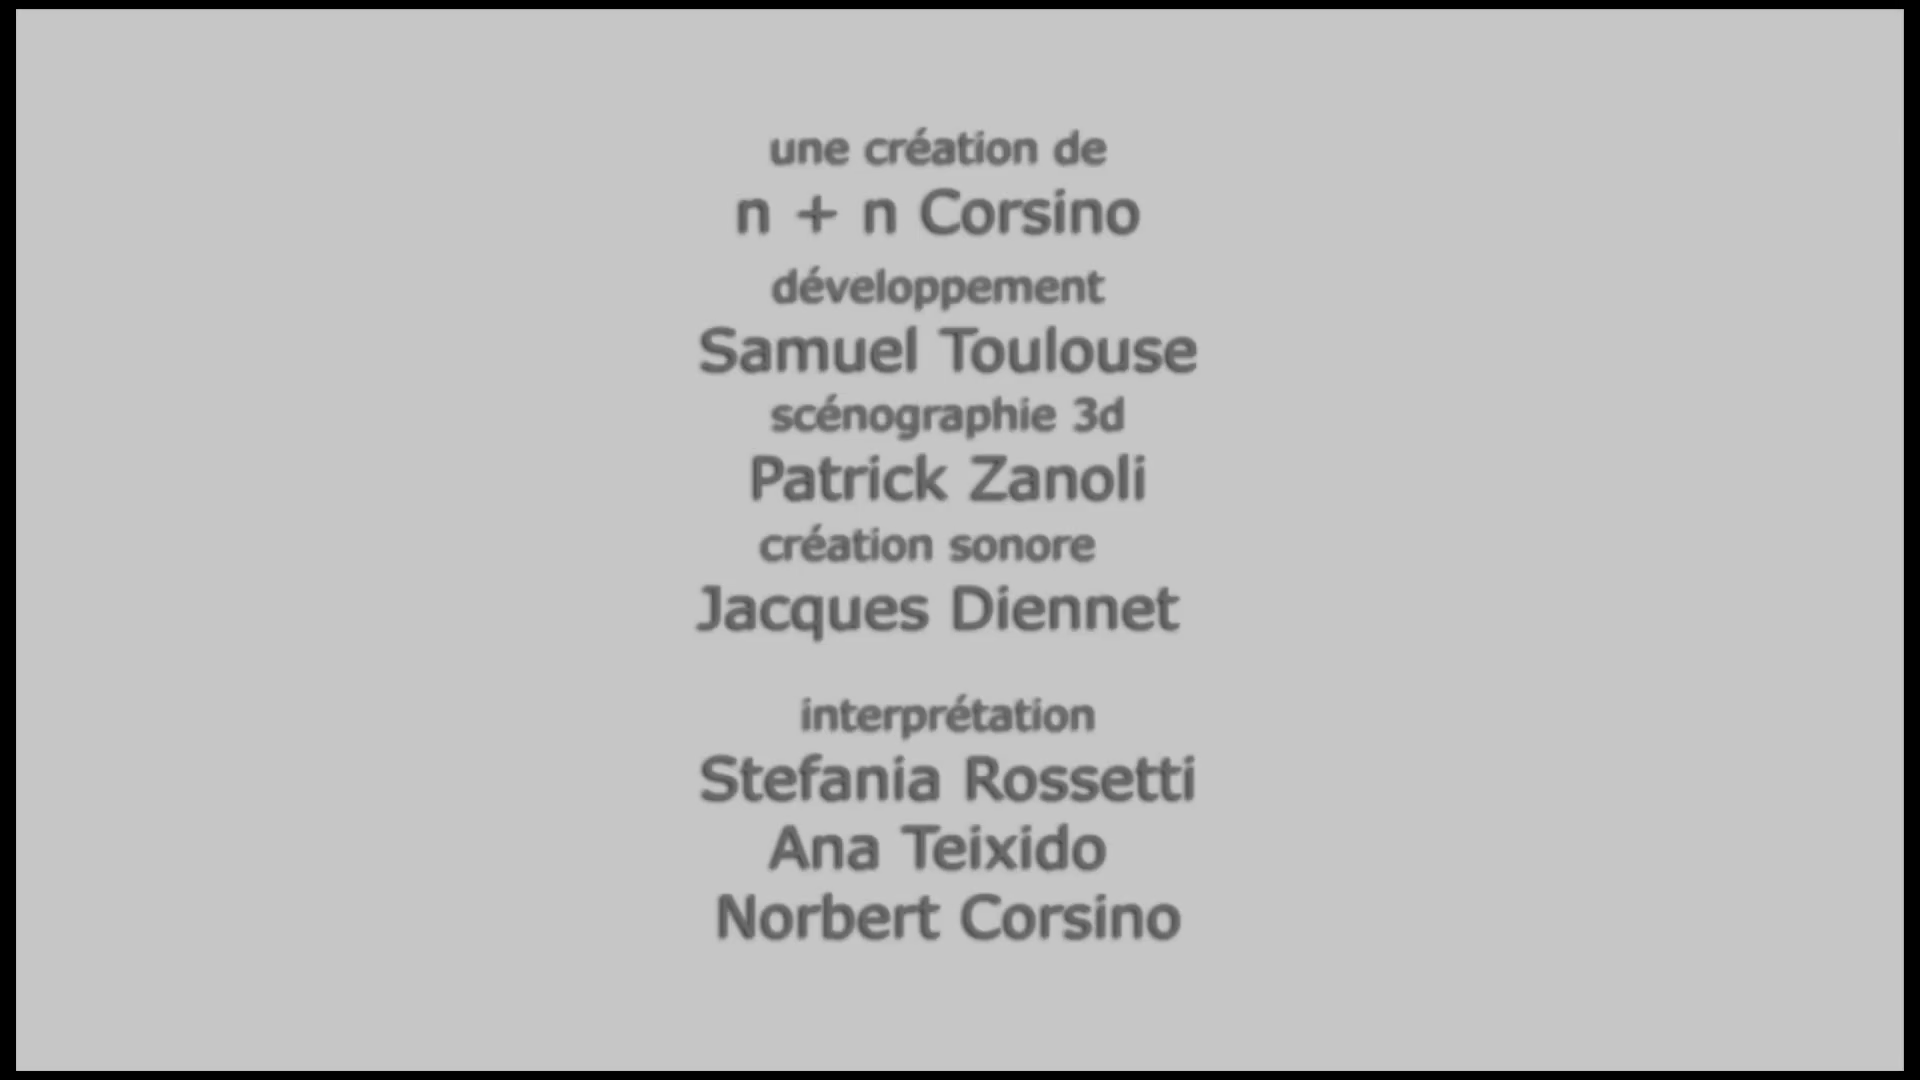 une création de
n + n Corsino
développement
Samuel Toulouse
scénographie 3d
Patrick Zanoli
création sonore
Jacques Diennet
interprétation
Stefania Rossetti
Ana Teixido
Norbert Corsino